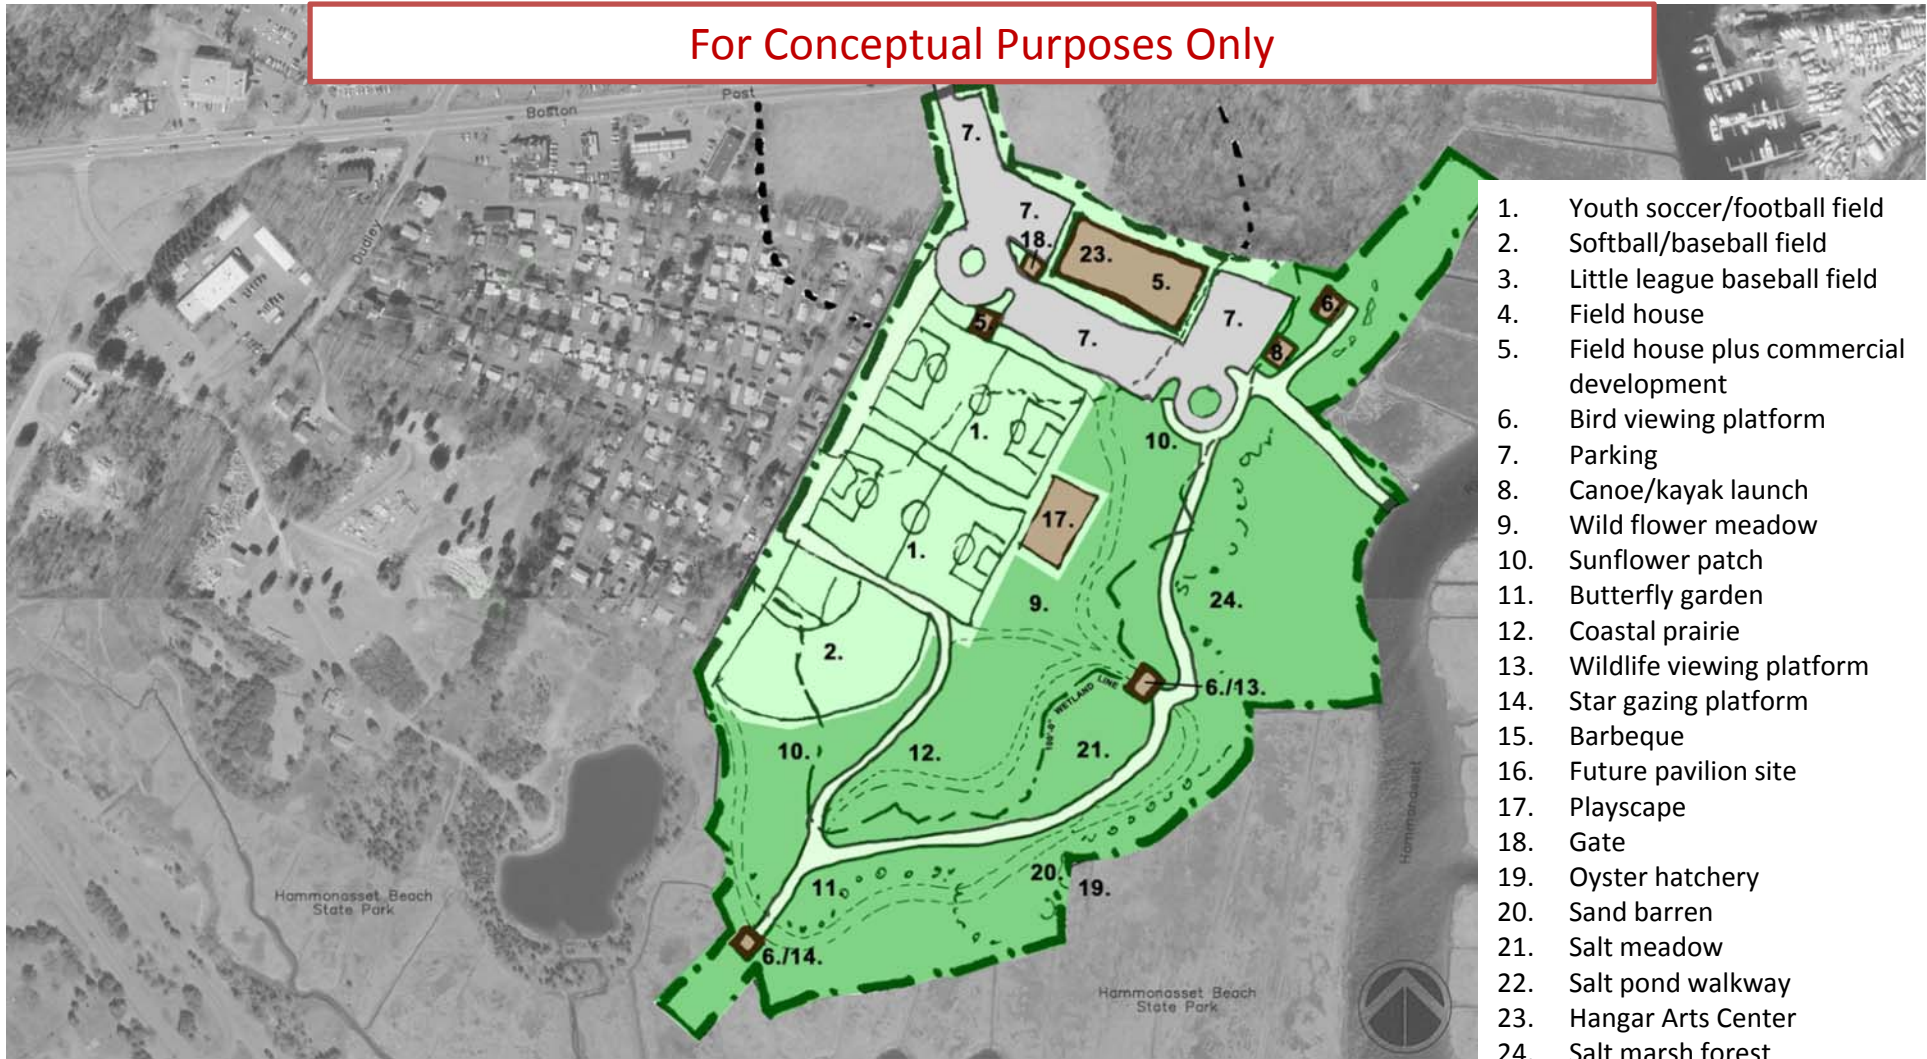 For Conceptual Purposes Only
Boston
Post
Dudley
7.
7.
18.
23.
5.
6.
5.
7.
7.
8
1.
10.
17.
1.
9.
24.
2.
WETLAND LINE
100'-0"
6./13.
10.
12.
21.
11.
20.
19.
6./14.
Hammonasset Beach
State Park
Hammonasset Beach
State Park
Hammonasset
1. Youth soccer/football field
2. Softball/baseball field
3. Little league baseball field
4. Field house
5. Field house plus commercial
development
6. Bird viewing platform
7. Parking
8. Canoe/kayak launch
9. Wild flower meadow
10. Sunflower patch
11. Butterfly garden
12. Coastal prairie
13. Wildlife viewing platform
14. Star gazing platform
15. Barbeque
16. Future pavilion site
17. Playscape
18. Gate
19. Oyster hatchery
20. Sand barren
21. Salt meadow
22. Salt pond walkway
23. Hangar Arts Center
24. Salt marsh forest